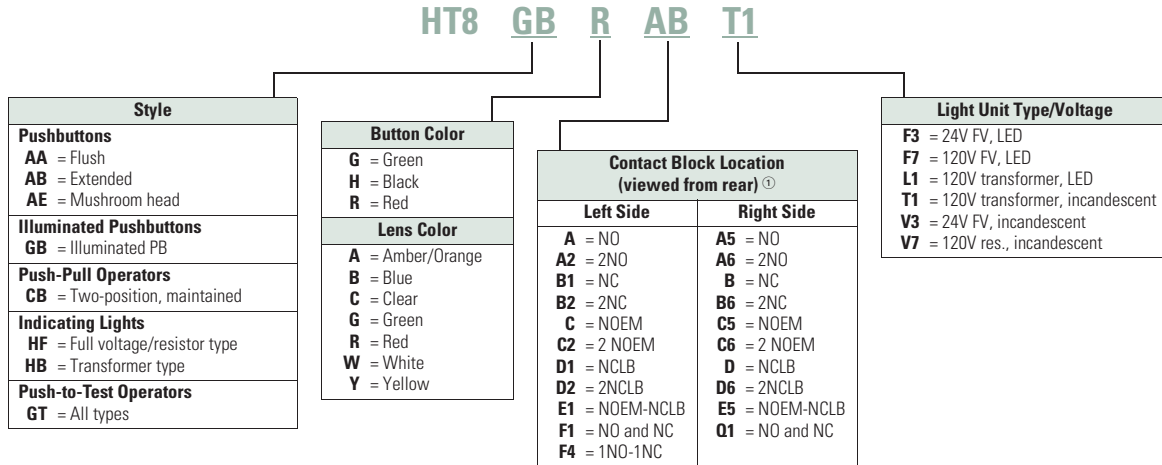 HT8 GB R AB T1
Style
Pushbuttons
AA = Flush
AB = Extended
AE = Mushroom head
Illuminated Pushbuttons
GB = Illuminated PB
Push-Pull Operators
CB = Two-position, maintained
Indicating Lights
HF = Full voltage/resistor type
HB = Transformer type
Push-to-Test Operators
GT = All types
Button Color
G = Green
H = Black
R = Red
Lens Color
A = Amber/Orange
B = Blue
C = Clear
G = Green
R = Red
W = White
Y = Yellow
Contact Block Location
(viewed from rear) ①
Left Side
A = NO
A2 = 2NO
B1 = NC
B2 = 2NC
C = NOEM
C2 = 2 NOEM
D1 = NCLB
D2 = 2NCLB
E1 = NOEM-NCLB
F1 = NO and NC
F4 = 1NO-1NC
Right Side
A5 = NO
A6 = 2NO
B = NC
B6 = 2NC
C5 = NOEM
C6 = 2 NOEM
D = NCLB
D6 = 2NCLB
E5 = NOEM-NCLB
Q1 = NO and NC
Light Unit Type/Voltage
F3 = 24V FV, LED
F7 = 120V FV, LED
L1 = 120V transformer, LED
T1 = 120V transformer, incandescent
V3 = 24V FV, incandescent
V7 = 120V res., incandescent